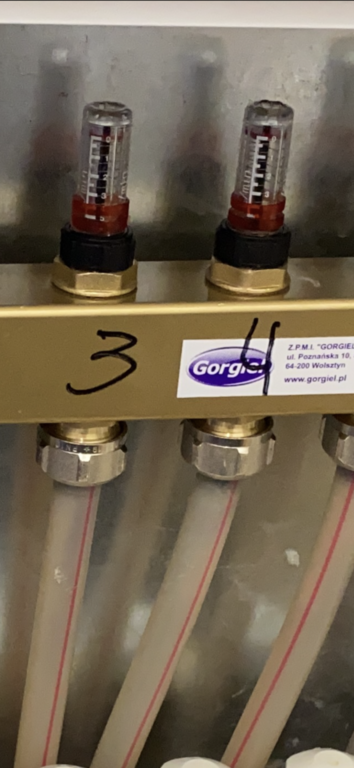 3
4
Gorgiel
Z.P.M.I. "GORGIEL
ul. Poznańska 10,
64-200 Wolsztyn
www.gorgiel.pl